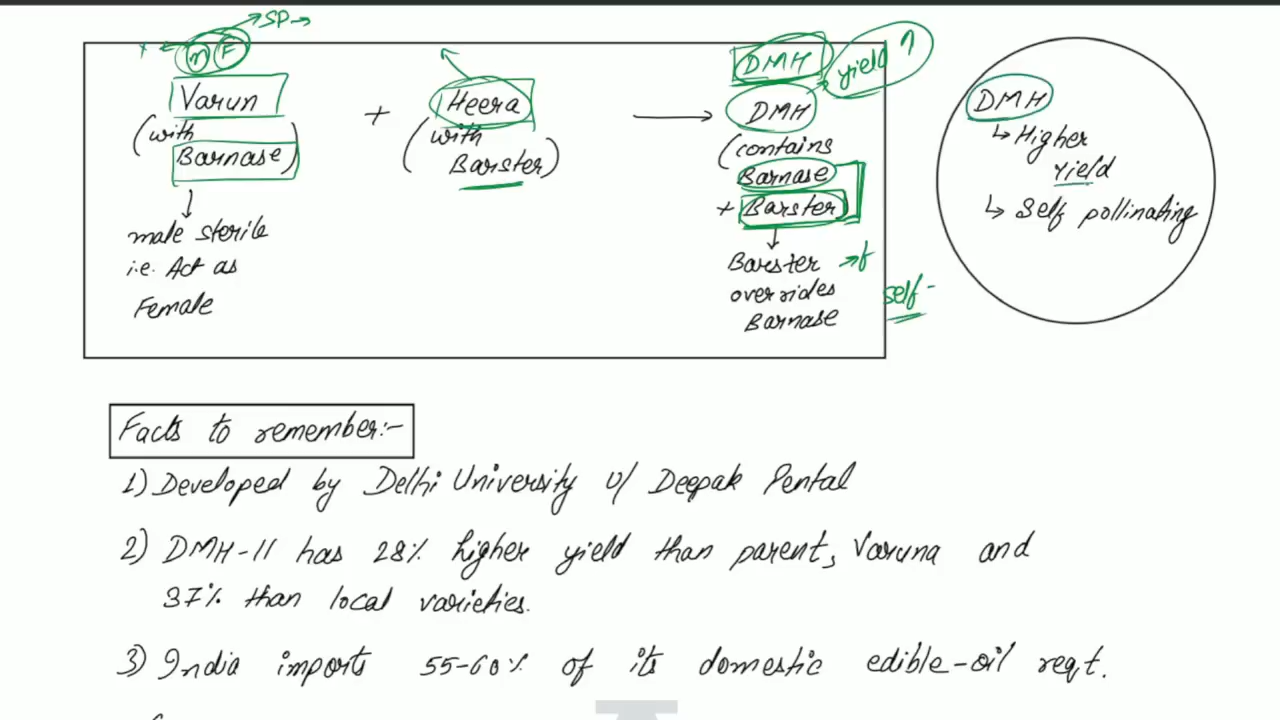 SP→
x ← m F
Varun
(with
Barnase)
male sterile
i.e. Act as
Female
+
Heera
(with
Barster)
→
DMH
yield ↑
DMH
(contains
Barnase
+ Barster
Barster → f
overrides
Barnase
self-
DMH
↳ Higher
yield
↳ Self pollinating
Facts to remember:-
1) Developed by Delhi University U/ Deepak Pental
2) DMH-11 has 28% higher yield than parent, Varuna and
37% than local varieties.
3) India imports 55-60% of its domestic edible-oil reqt.